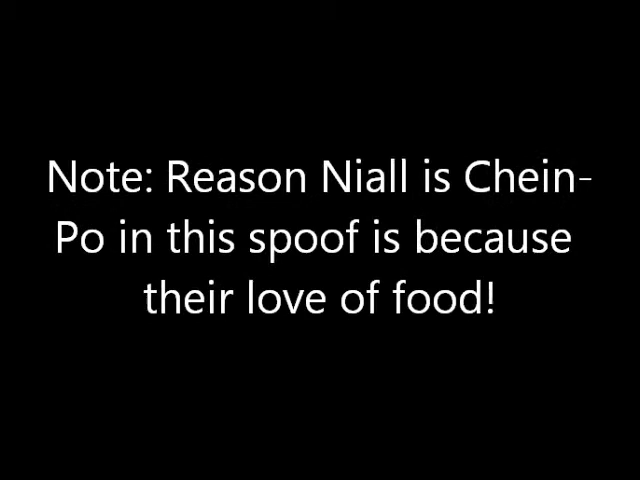 Note: Reason Niall is Chein-
Po in this spoof is because
their love of food!